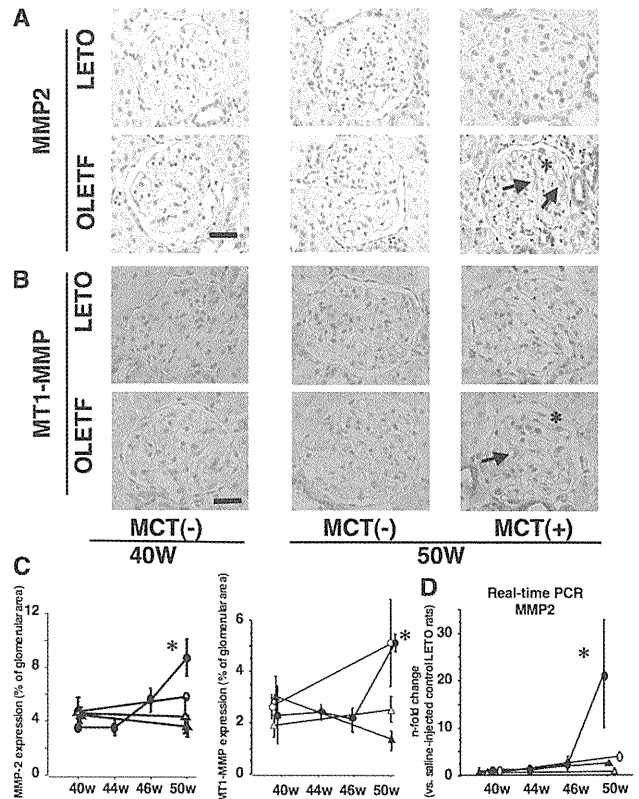 A
MMP2
LETO
OLETF
*
B
MT1-MMP
LETO
OLETF
*
MCT(-)
MCT(-)
MCT(+)
40W
50W
C
MMP-2 expression (% of glomerular area)
12
8
4
0
*
40w 44w 46w 50w
MT1-MMP expression (% of glomerular area)
6
4
2
0
*
40w 44w 46w 50w
D
Real-time PCR
MMP2
n-fold change
(vs. saline-injected control LETO rats)
30
20
10
0
*
40w 44w 46w 50w